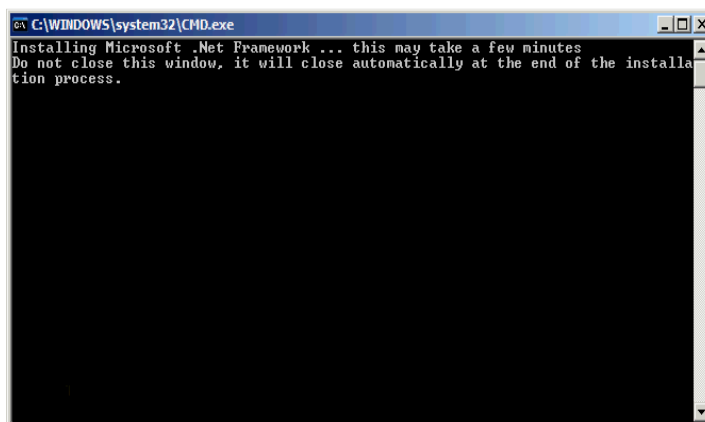 C:\WINDOWS\system32\CMD.exe
Installing Microsoft .Net Framework ... this may take a few minutes
Do not close this window, it will close automatically at the end of the installa
tion process.